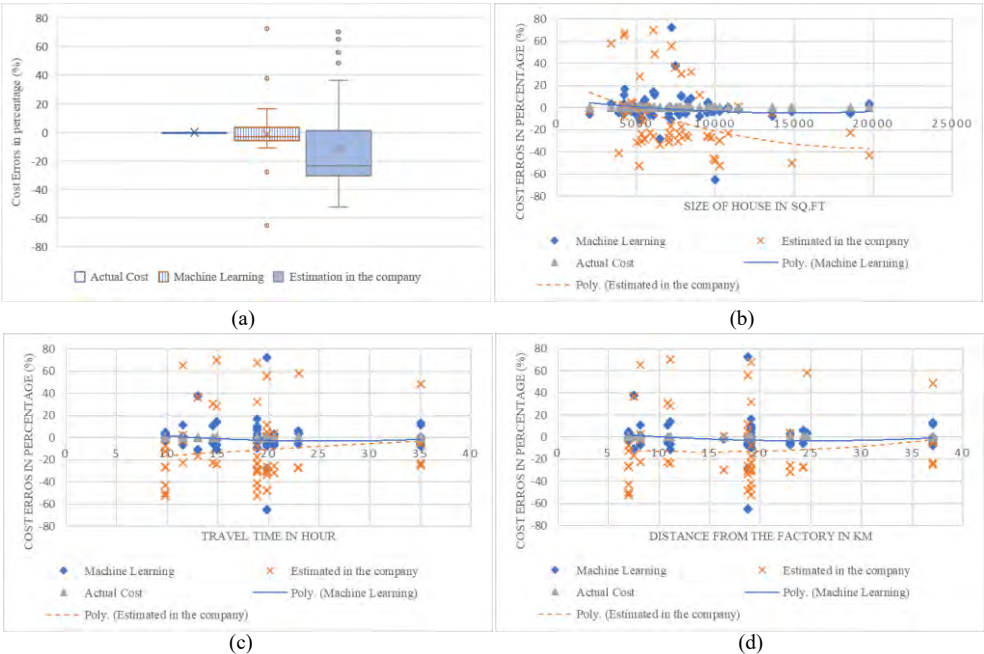 80
60
40
20
0
-20
-40
-60
-80
Cost Errors in percentage (%)
Actual Cost
Machine Learning
Estimation in the company
(a)
80
60
40
20
0
-20
-40
-60
-80
COST ERROS IN PERCENTAGE (%)
0 5000 10000 15000 20000 25000
SIZE OF HOUSE IN SQ.FT
Machine Learning
Estimated in the company
Actual Cost
Poly. (Machine Learning)
Poly. (Estimated in the company)
(b)
80
60
40
20
0
-20
-40
-60
-80
COST ERROS IN PERCENTAGE (%)
1.5 2.5 3.0 3.5
TRAVEL TIME IN HOUR
Machine Learning
Estimated in the company
Actual Cost
Poly. (Machine Learning)
Poly. (Estimated in the company)
(c)
80
60
40
20
0
-20
-40
-60
-80
COST ERROS IN PERCENTAGE (%)
0 5 10 15 20 25 30 35 40
DISTANCE FROM THE FACTORY IN KM
Machine Learning
Estimated in the company
Actual Cost
Poly. (Machine Learning)
Poly. (Estimated in the company)
(d)